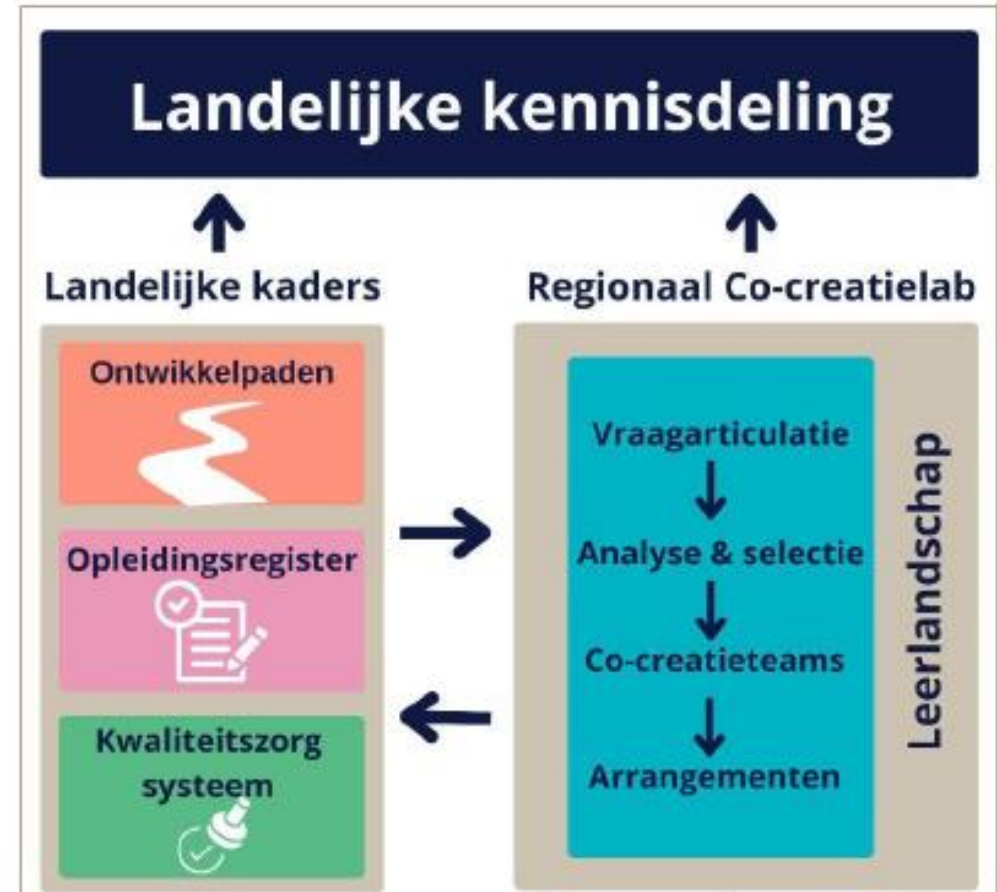 Landelijke kennisdeling
Landelijke kaders
Ontwikkelpaden
Opleidingsregister
Kwaliteitszorg
systeem
Regionaal Co-creatielab
Vraagarticulatie
Analyse & selectie
Co-creatieteams
Arrangementen
Leerlandschap